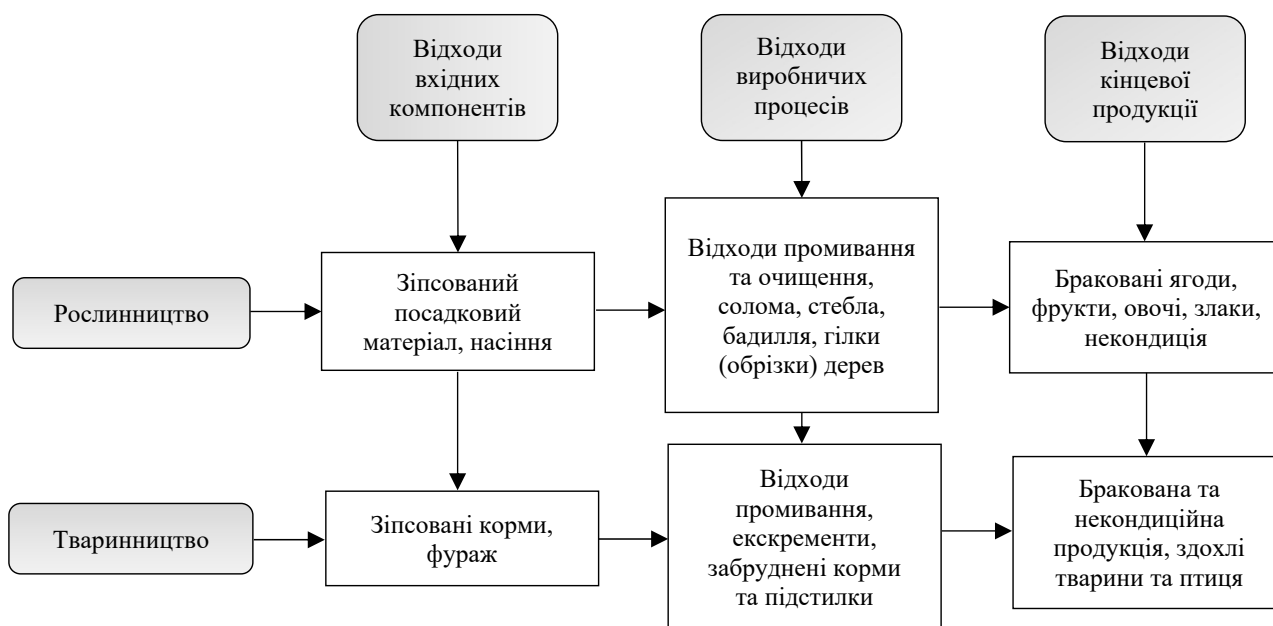 Відходи
вхідних
компонентів
Відходи
виробничих
процесів
Відходи
кінцевої
продукції
Рослинництво
Зіпсований
посадковий
матеріал, насіння
Відходи промивання
та очищення,
солома, стебла,
бадилля, гілки
(обрізки) дерев
Браковані ягоди,
фрукти, овочі, злаки,
некондиція
Тваринництво
Зіпсовані корми,
фураж
Відходи
промивання,
екскременти,
забруднені корми
та підстилки
Бракована та
некондиційна
продукція, здохлі
тварини та птиця